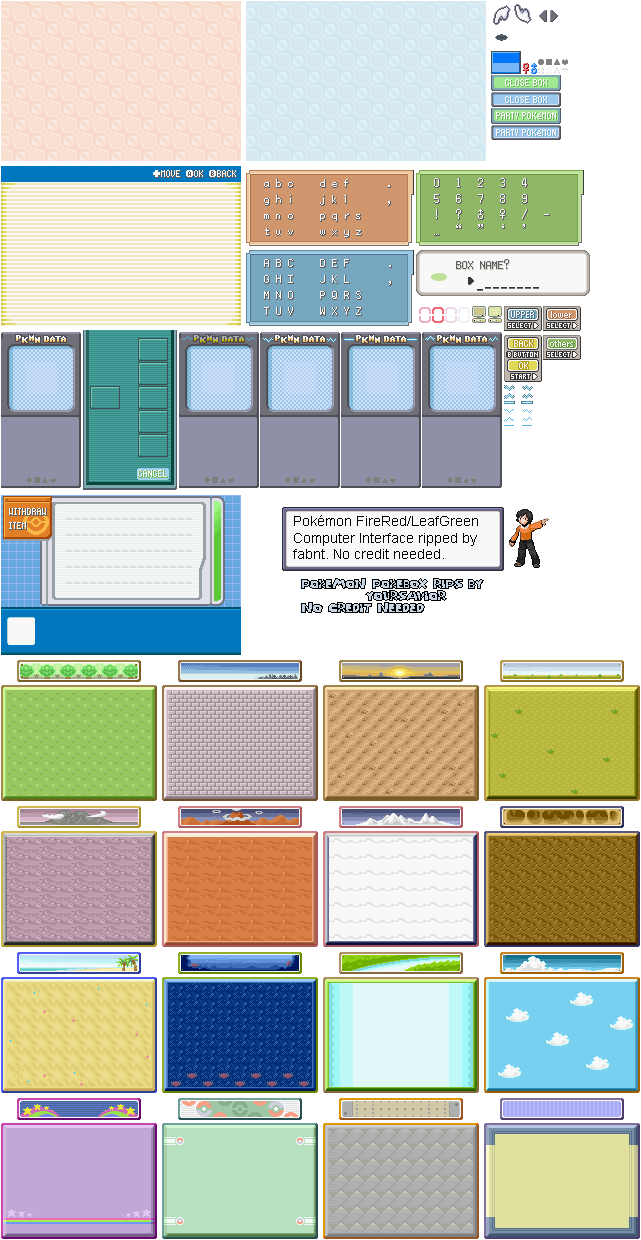 CLOSE BOX
CLOSE BOX
PARTY POKéMON
PARTY POKéMON
MOVE OK BACK
a b c d e f .
g h i j k l ,
m n o p q r s
t u v w x y z
0 1 2 3 4
5 6 7 8 9
! ? ♂ ♀ / -
… “ ” ‘ ’
A B C D E F .
G H I J K L ,
M N O P Q R S
T U V W X Y Z
BOX NAME?
UPPER
SELECT
lower
SELECT
BACK
B BUTTON
OK
START
others
SELECT
PKMN DATA
PKMN DATA
PKMN DATA
PKMN DATA
PKMN DATA
CANCEL
WITHDRAW
ITEM
Pokémon FireRed/LeafGreen
Computer Interface ripped by
fabnt. No credit needed.
POKEMON POKEBOX RIPS BY
YOURSAMOR
NO CREDIT NEEDED